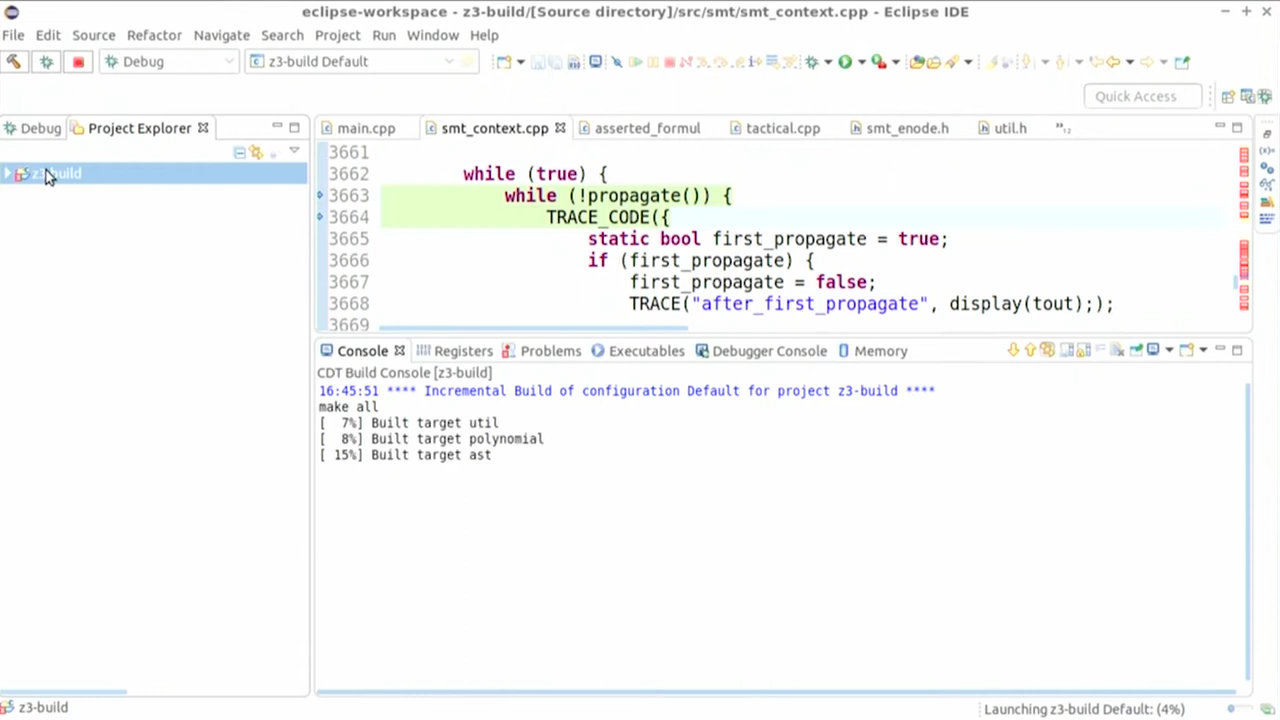 eclipse-workspace - z3-build/[Source directory]/src/smt/smt_context.cpp - Eclipse IDE
File Edit Source Refactor Navigate Search Project Run Window Help
Debug z3-build Default
Quick Access
Debug Project Explorer
z3-build
main.cpp smt_context.cpp asserted_formul tactical.cpp smt_enode.h util.h »12
3661
3662 while (true) {
3663 while (!propagate()) {
3664 TRACE_CODE({
3665 static bool first_propagate = true;
3666 if (first_propagate) {
3667 first_propagate = false;
3668 TRACE("after_first_propagate", display(tout););
3669
Console Registers Problems Executables Debugger Console Memory
CDT Build Console [z3-build]
16:45:51 **** Incremental Build of configuration Default for project z3-build ****
make all
[  7%] Built target util
[  8%] Built target polynomial
[ 15%] Built target ast
z3-build
Launching z3-build Default: (4%)